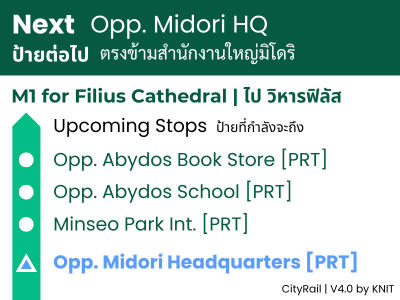 Next Opp. Midori HQ
ป้ายต่อไป ตรงข้ามสำนักงานใหญ่มิโดริ
M1 for Filius Cathedral | ไป วิหารฟิลัส
Upcoming Stops ป้ายที่กำลังจะถึง
Opp. Abydos Book Store [PRT]
Opp. Abydos School [PRT]
Minseo Park Int. [PRT]
Opp. Midori Headquarters [PRT]
CityRail | V4.0 by KNIT